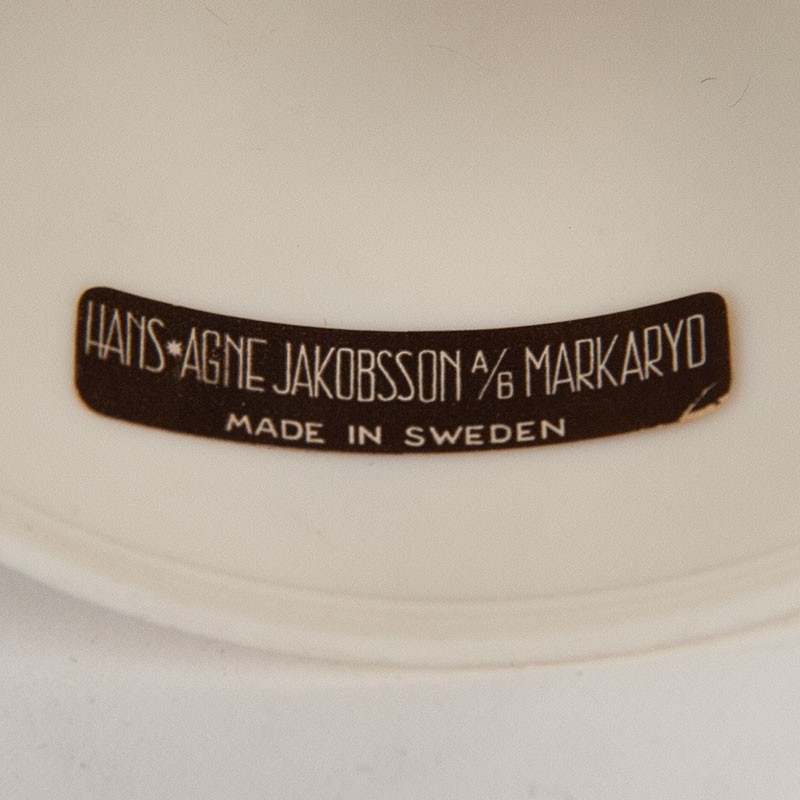 HANS*AGNE JAKOBSSON A/B MARKARYD
MADE IN SWEDEN